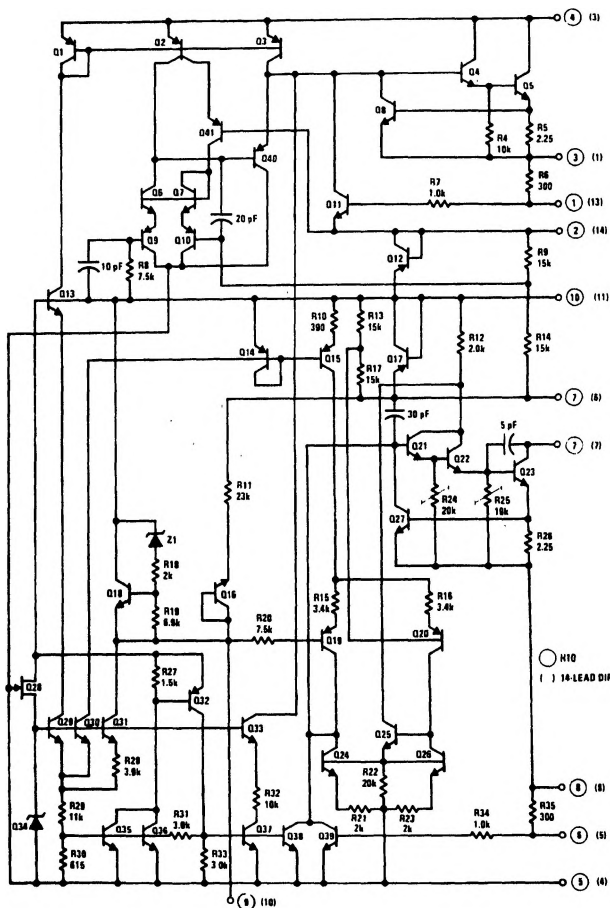 Q1
Q2
Q3
④ (3)
Q4
Q5
Q8
R4
10k
R5
2.25
③ (1)
Q41
Q40
R6
300
R7
1.0k
① (13)
Q6
Q7
Q11
② (14)
20 pF
Q9
Q10
Q12
R9
15k
10 pF
R8
7.5k
Q13
⑩ (11)
R10
390
R13
15k
R12
2.0k
R14
15k
Q14
Q15
Q17
R17
15k
⑦ (6)
30 pF
5 pF
⑦ (7)
Q21
Q22
Q23
R11
23k
R24
20k
R25
Q27
R26
2.25
Z1
R18
2k
Q18
R19
6.9k
Q16
R15
3.4k
R16
3.4k
R20
7.5k
Q19
Q20
H10
( ) 14-LEAD DIP
R27
1.5k
Q28
Q32
Q29
Q30
Q31
Q33
Q24
Q25
Q26
R22
20k
R28
3.9k
R32
10k
⑧ (8)
R29
11k
R21
2k
R23
2k
R34
1.0k
R35
300
Q34
Q35
Q36
R31
3.0k
Q37
Q38
Q39
⑥ (5)
R30
615
R33
3.0k
⑤ (4)
⑨ (10)